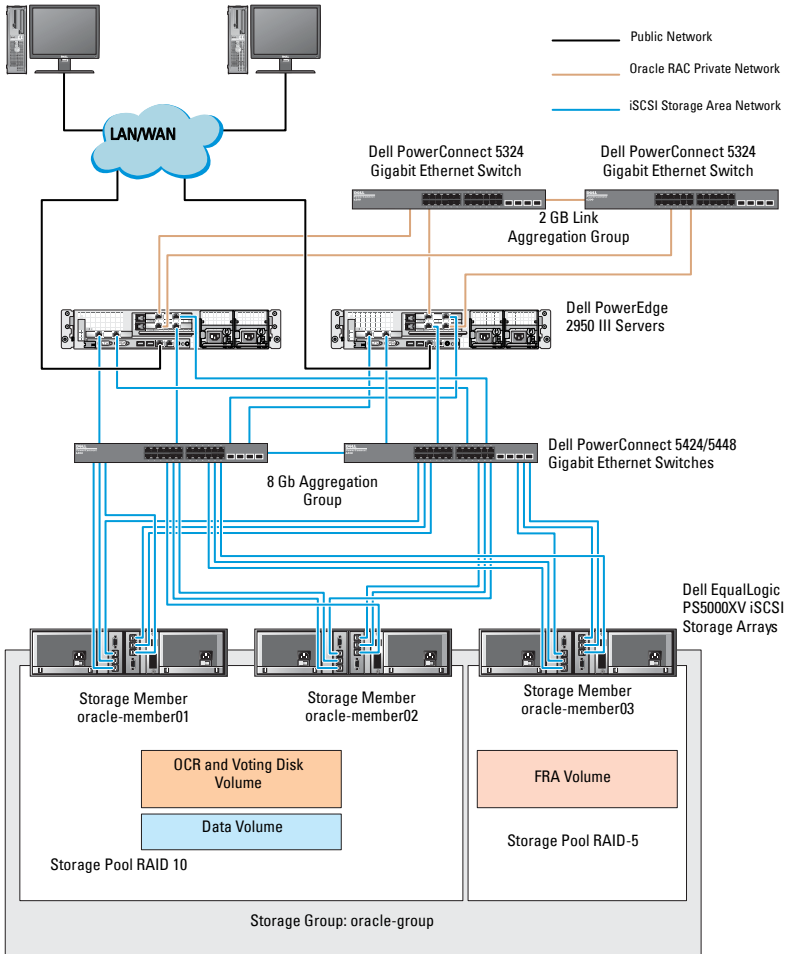 Public Network
Oracle RAC Private Network
iSCSI Storage Area Network
LAN/WAN
Dell PowerConnect 5324
Gigabit Ethernet Switch
Dell PowerConnect 5324
Gigabit Ethernet Switch
2 GB Link
Aggregation Group
Dell PowerEdge
2950 III Servers
Dell PowerConnect 5424/5448
Gigabit Ethernet Switches
8 Gb Aggregation
Group
Dell EqualLogic
PS5000XV iSCSI
Storage Arrays
Storage Member
oracle-member01
Storage Member
oracle-member02
Storage Member
oracle-member03
OCR and Voting Disk
Volume
Data Volume
FRA Volume
Storage Pool RAID 10
Storage Pool RAID-5
Storage Group: oracle-group